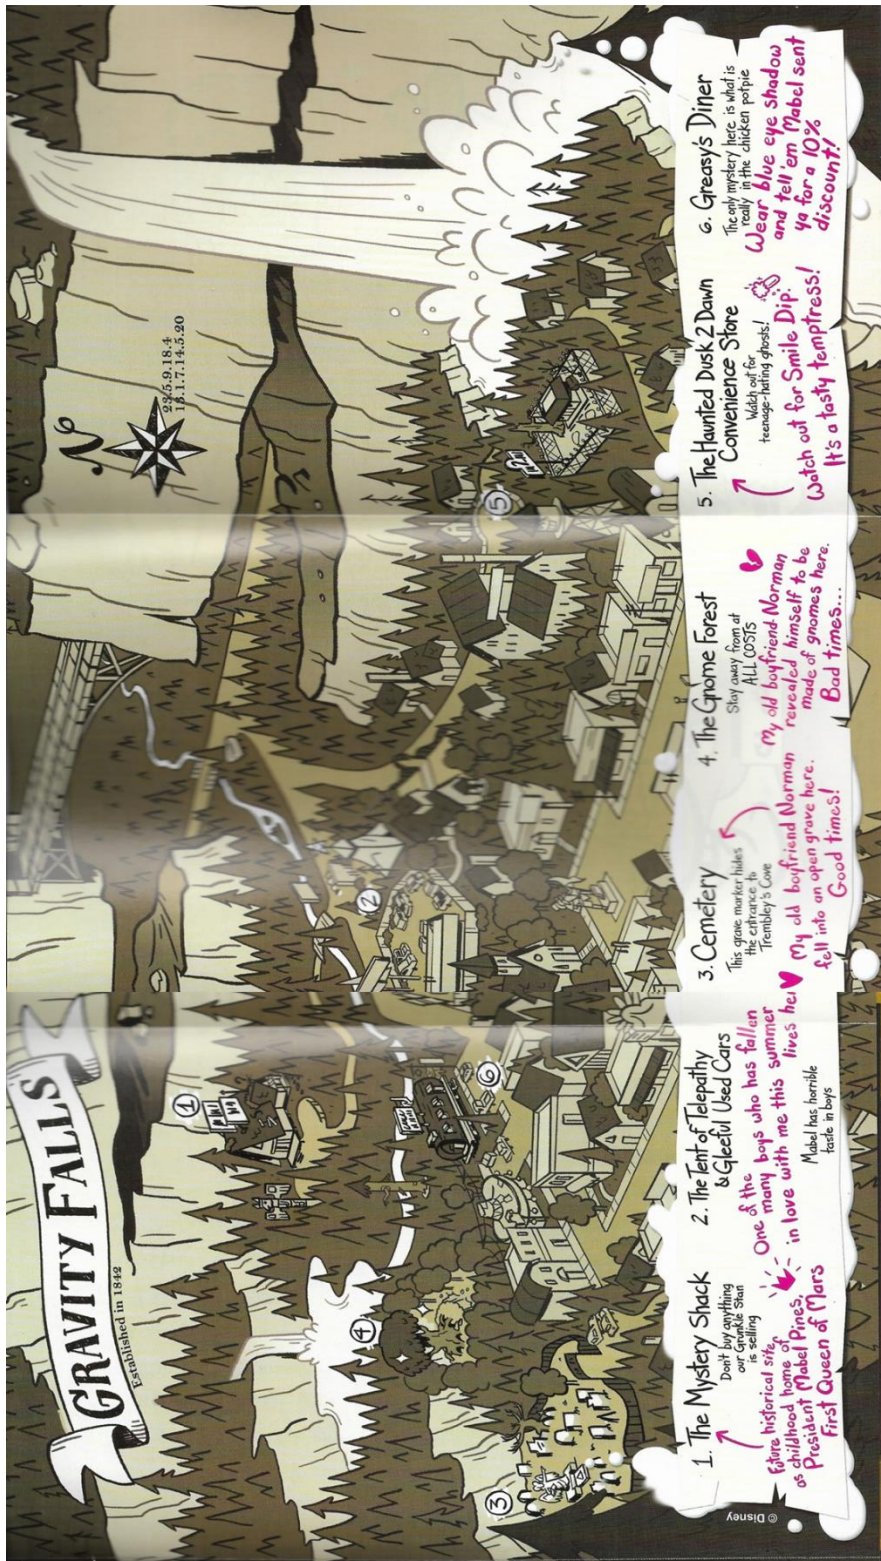 GRAVITY FALLS
Established in 1842
N
23.5.9.18.4
13.1.7.14.5.20
1
2
3
4
5
6
1. The Mystery Shack
Don't buy anything
our Grunkle Stan
is selling
Future historical site,
as childhood home of
President Mabel Pines,
First Queen of Mars
2. The Tent of Telepathy
& Gleeful Used Cars
One of the
many boys who has fallen
in love with me this summer
lives her
Mabel has horrible
taste in boys
3. Cemetery
This grave marker hides
the entrance to
Trembley's Cove
My old boyfriend Norman
fell into an open grave here.
Good times!
4. The Gnome Forest
Stay away from at
ALL COSTS
My old boyfriend Norman
revealed himself to be
made of gnomes here.
Bad times...
5. The Haunted Dusk 2 Dawn
Convenience Store
Watch out for
teenage-hating ghosts!
Watch out for Smile Dip.
It's a tasty temptress!
6. Greasy's Diner
The only mystery here is what is
really in the chicken potpie
Wear blue eye shadow
and tell 'em Mabel sent
ya for a 10%
discount!
© Disney